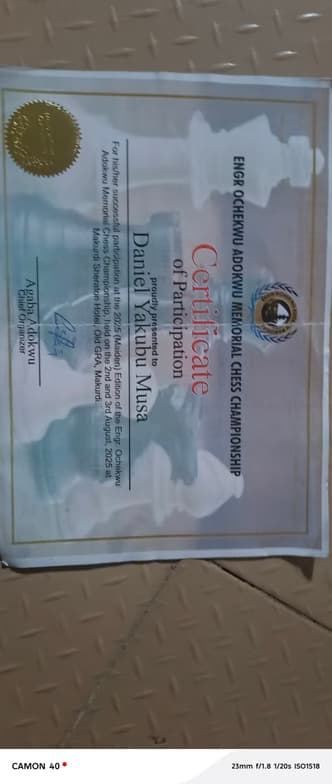 ENGR OCHEKWU ADOKWU MEMORIAL CHESS CHAMPIONSHIP
Certificate
of Participation
proudly presented to
Daniel Yakubu Musa
For his/her successful participation at the 2025 (Maiden) Edition of the Engr. Ochekwu
Adokwu Memorial Chess Championship, held on the 2nd and 3rd August, 2025 at
Makurdi Sheraton Hotel, Old GRA, Makurdi.
Agaba Adokwu
Chief Organizer
CAMON 40
23mm f/1.8 1/20s ISO1518